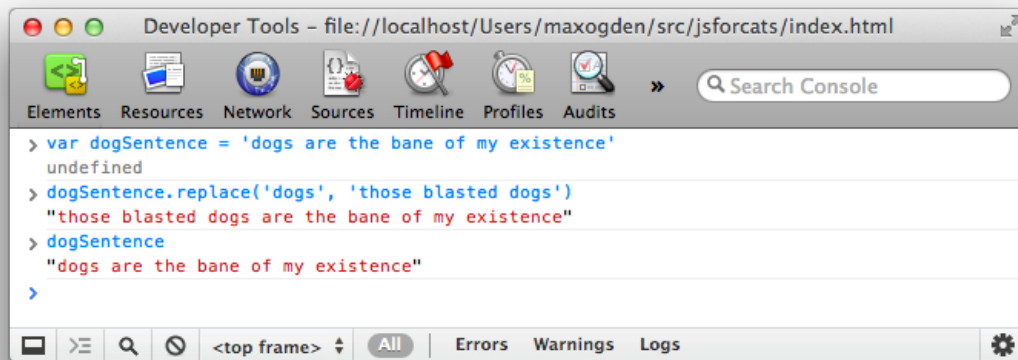 Developer Tools - file://localhost/Users/maxogden/src/jsforcats/index.html
Elements Resources Network Sources Timeline Profiles Audits » Search Console
> var dogSentence = 'dogs are the bane of my existence'
undefined
> dogSentence.replace('dogs', 'those blasted dogs')
"those blasted dogs are the bane of my existence"
> dogSentence
"dogs are the bane of my existence"
>
<top frame> All Errors Warnings Logs